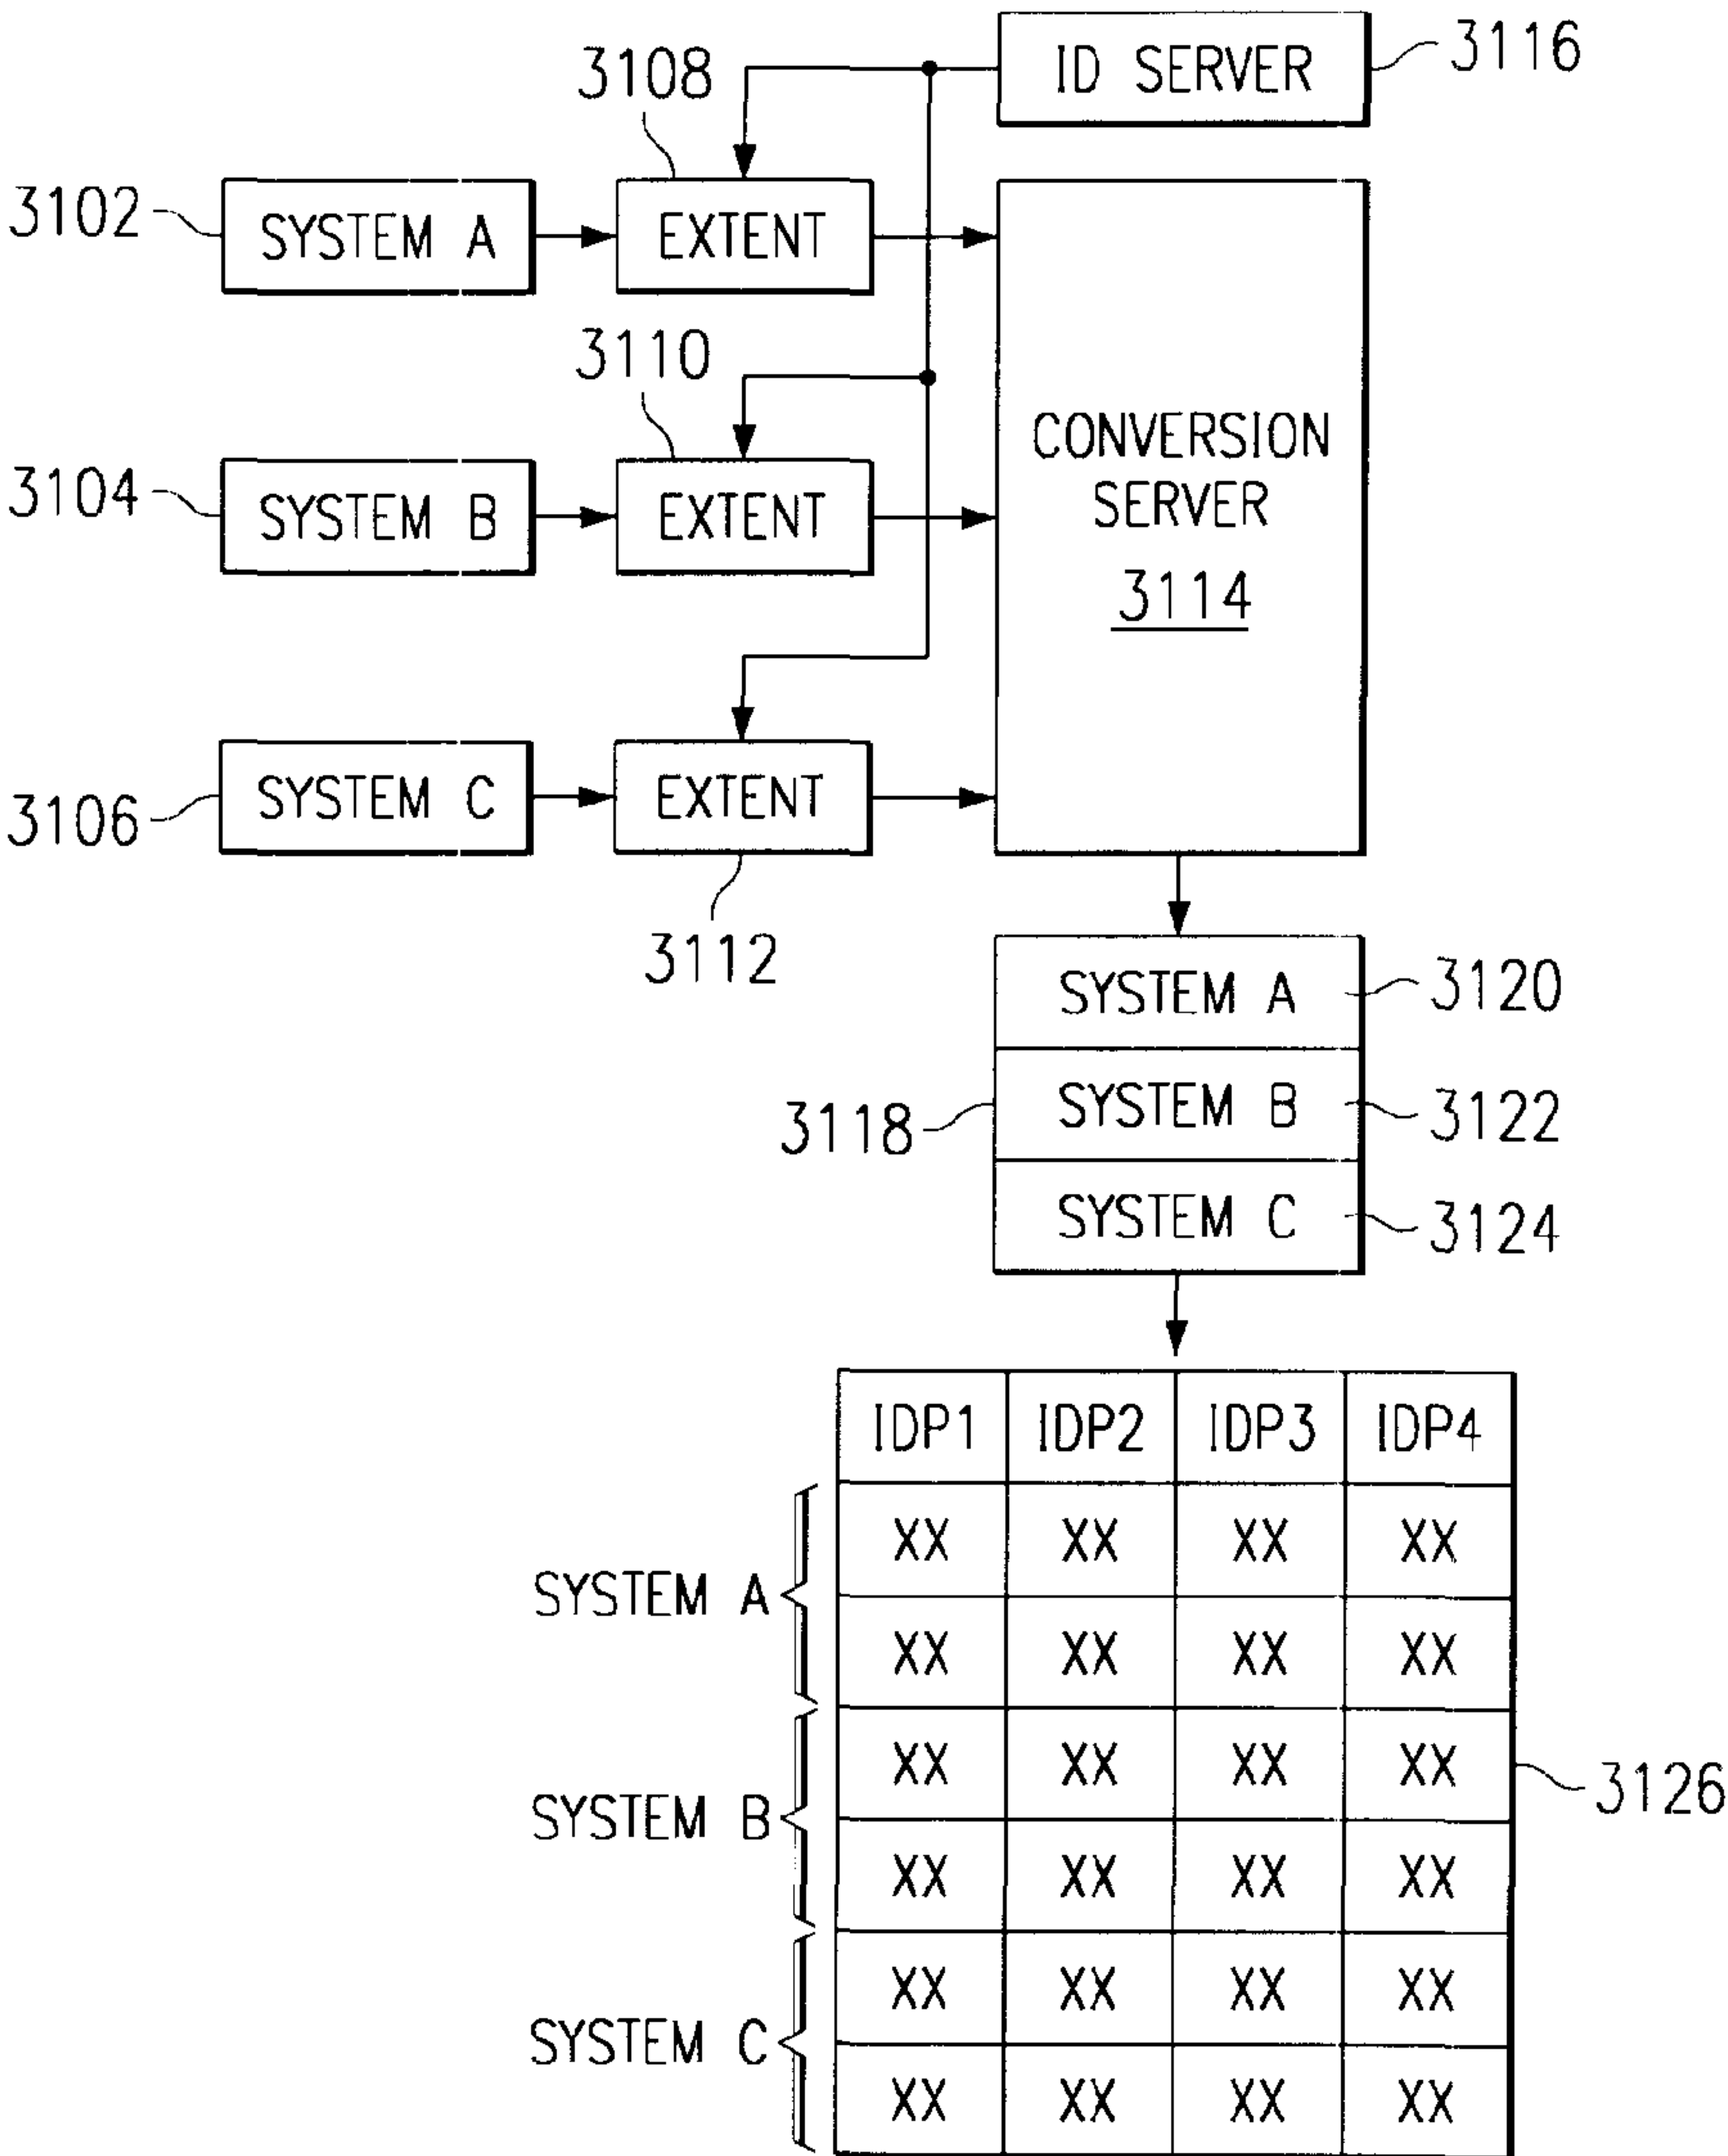 ID SERVER
3116
3108
3102
SYSTEM A
EXTENT
3110
3104
SYSTEM B
EXTENT
CONVERSION
SERVER
3114
3106
SYSTEM C
EXTENT
3112
SYSTEM A
3120
3118
SYSTEM B
3122
SYSTEM C
3124
IDP1 IDP2 IDP3 IDP4
SYSTEM A
XX XX XX XX
XX XX XX XX
SYSTEM B
XX XX XX XX
XX XX XX XX
3126
SYSTEM C
XX XX XX XX
XX XX XX XX